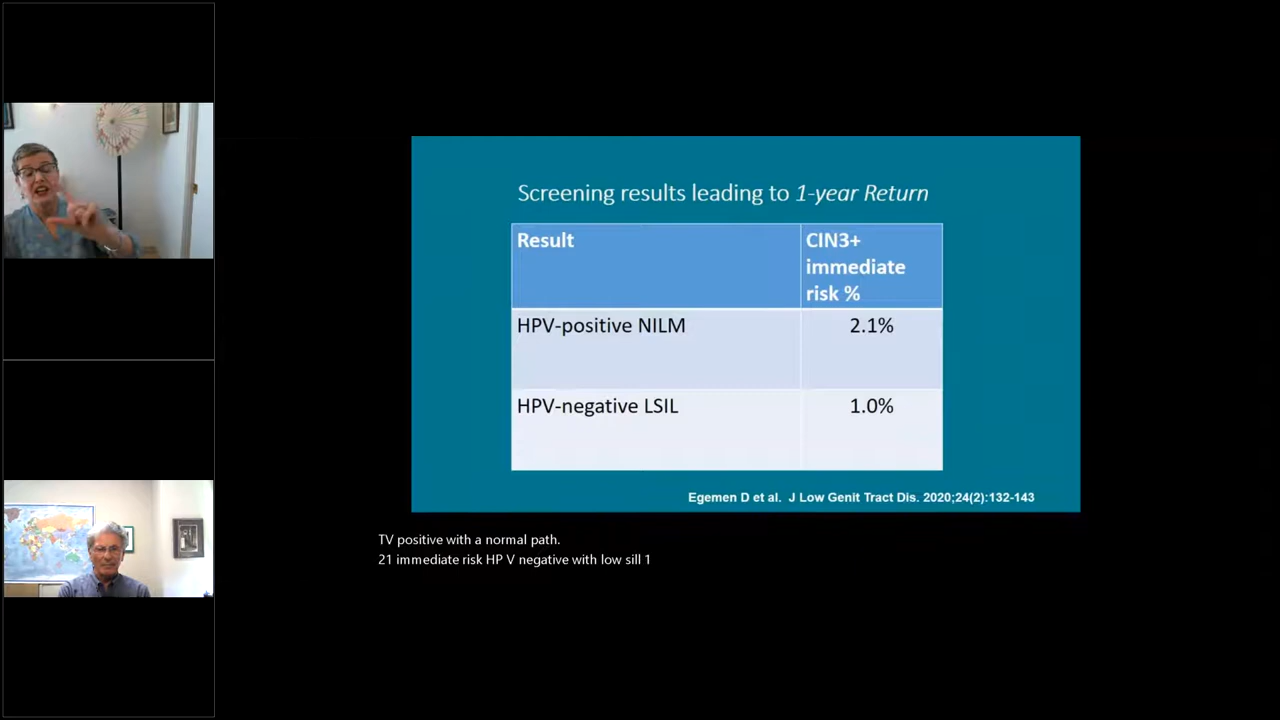 Screening results leading to 1-year Return
Result
CIN3+
immediate
risk %
HPV-positive NILM
2.1%
HPV-negative LSIL
1.0%
Egemen D et al. J Low Genit Tract Dis. 2020;24(2):132-143
TV positive with a normal path.
21 immediate risk HP V negative with low sill 1